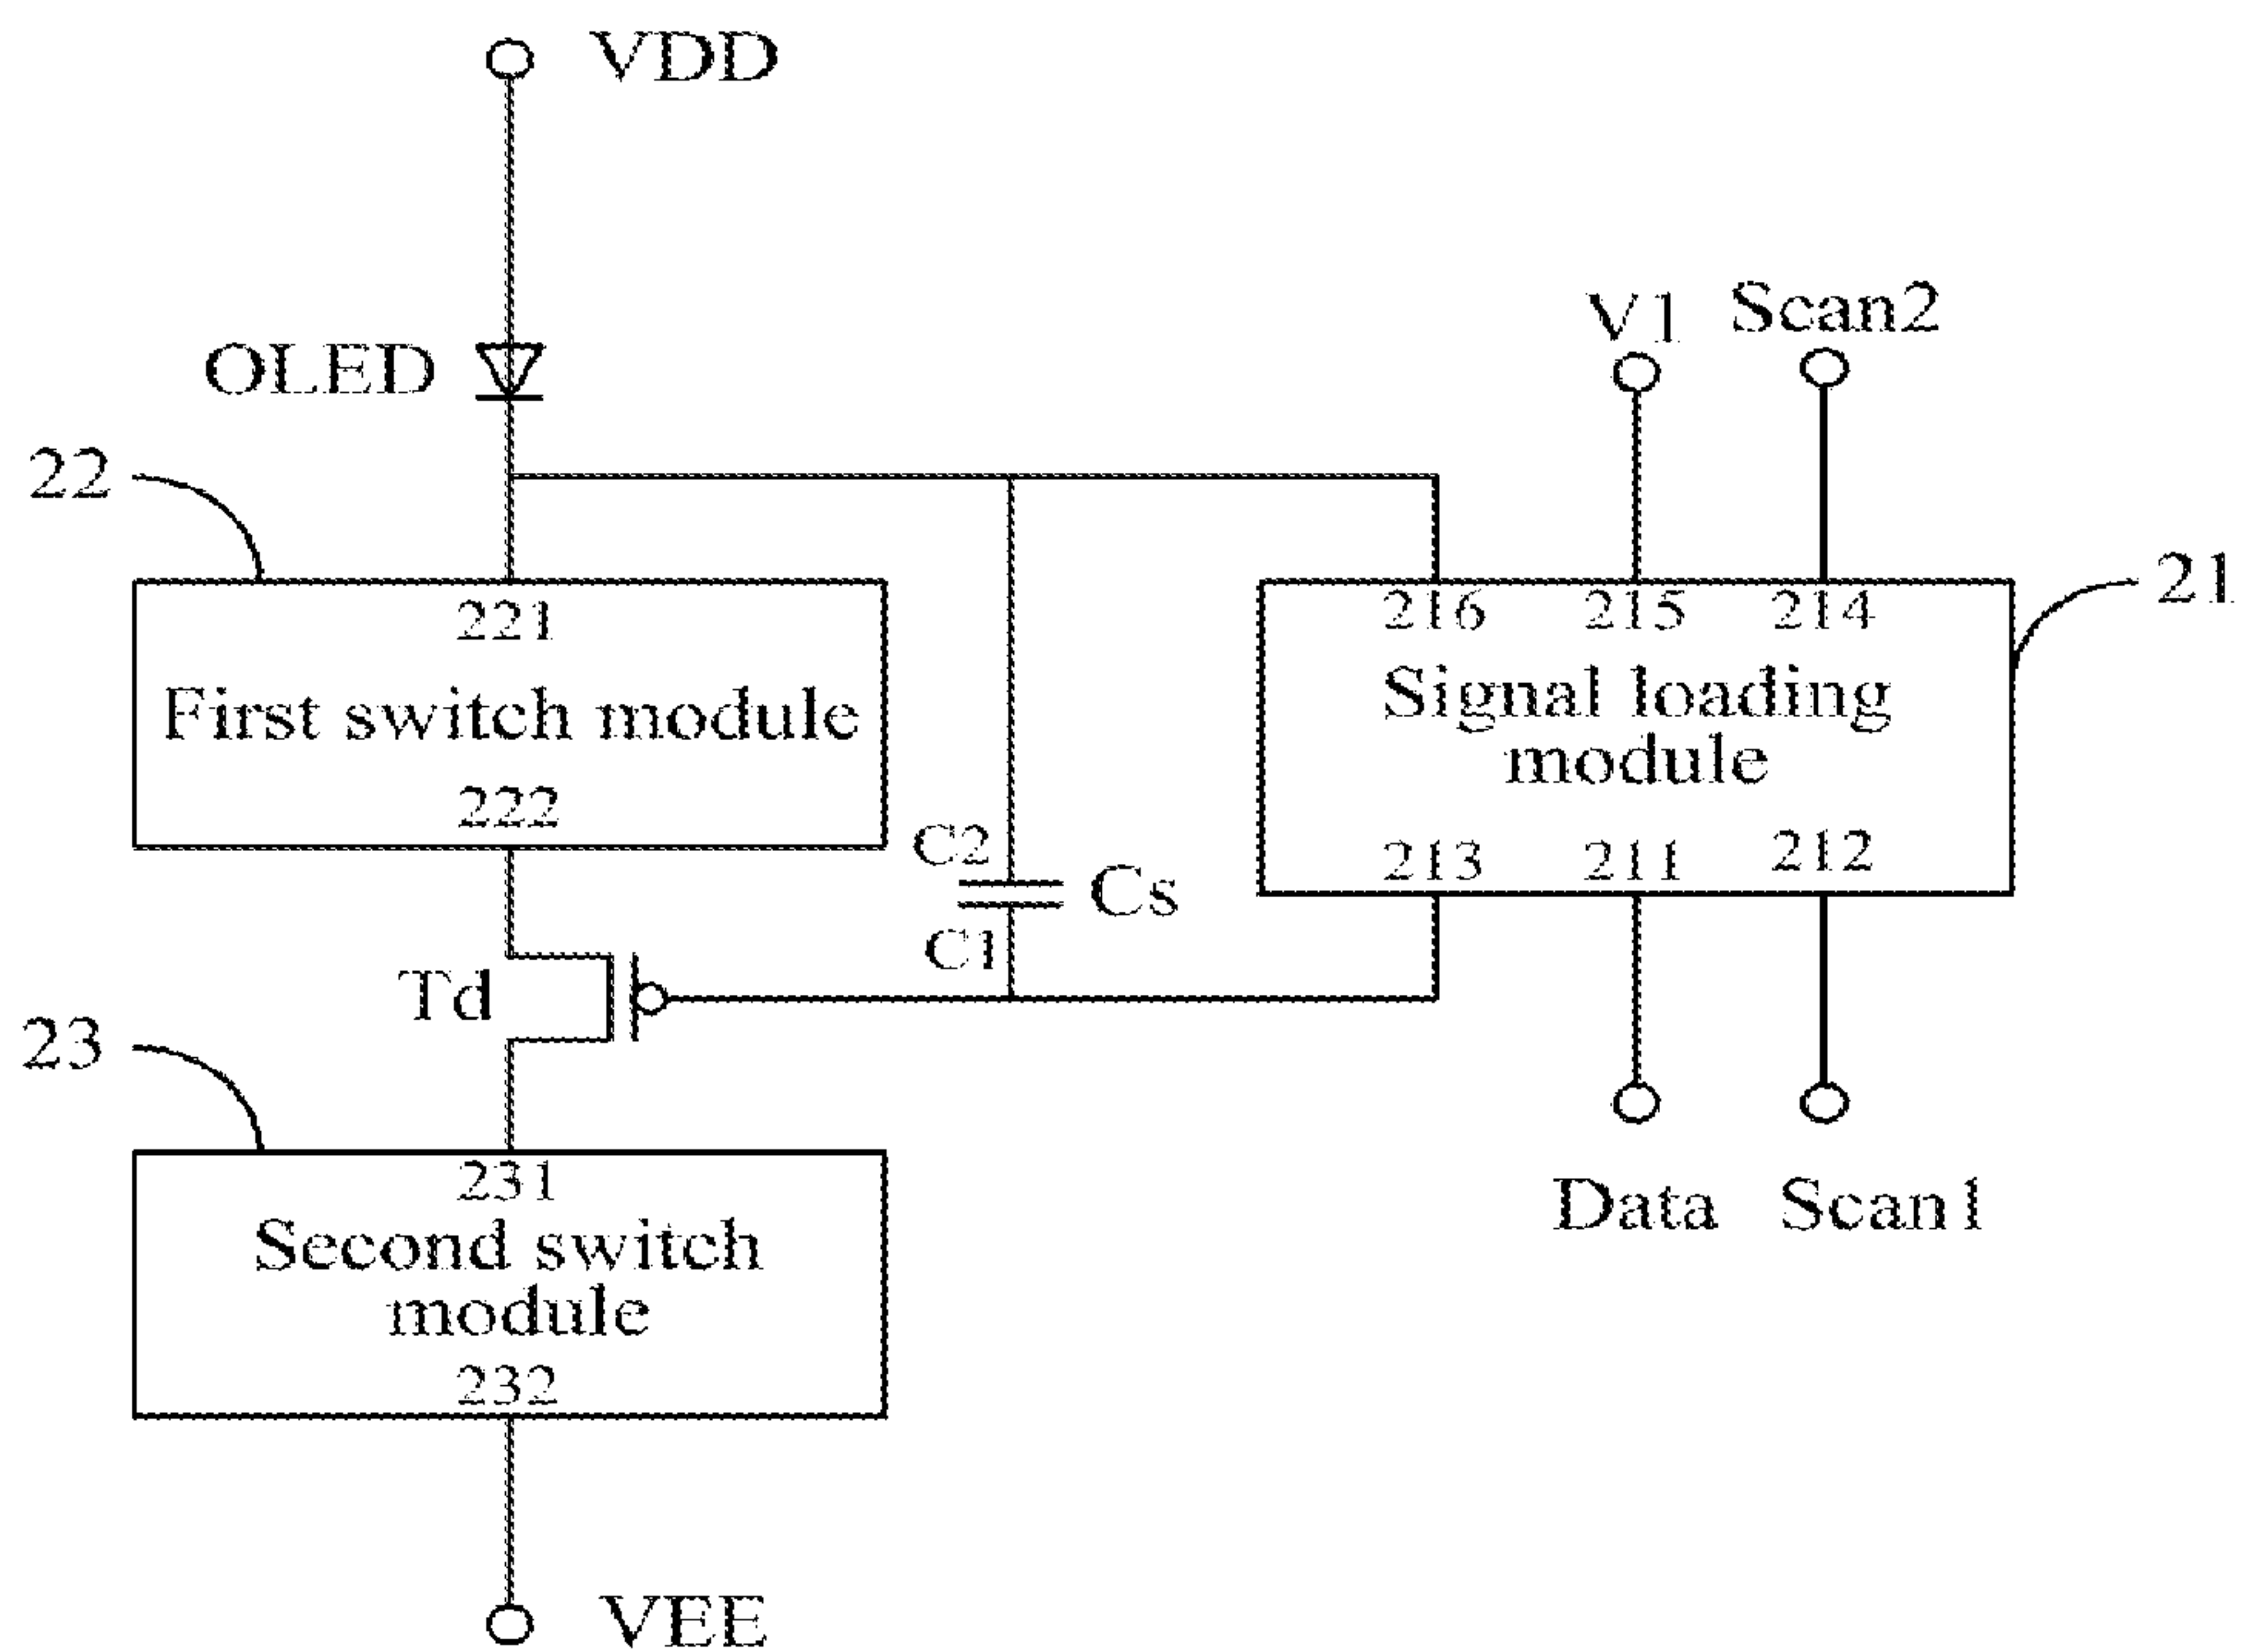 VDD
V1 Scan2
OLED
22
21
221
216 215 214
First switch module
Signal loading
module
222
C2
213 211 212
Cs
C1
Td
23
231
Data Scan1
Second switch
module
232
VEE